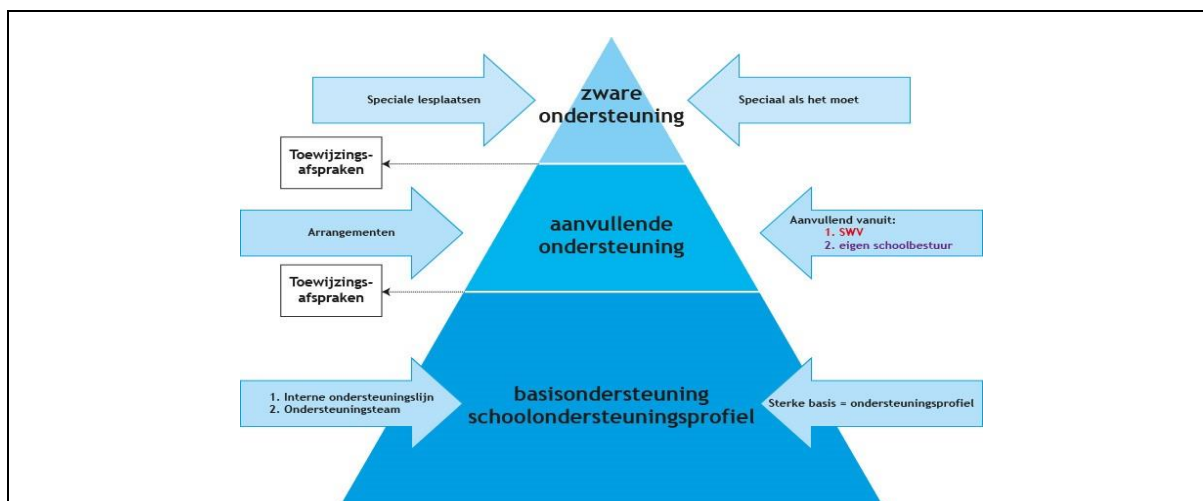 zware
ondersteuning
Speciale lesplaatsen
Speciaal als het moet
Toewijzings-
afspraken
aanvullende
ondersteuning
Arrangementen
Aanvullend vanuit:
1. SWV
2. eigen schoolbestuur
Toewijzings-
afspraken
basisondersteuning
schoolondersteuningsprofiel
1. Interne ondersteuningslijn
2. Ondersteuningsteam
Sterke basis = ondersteuningsprofiel